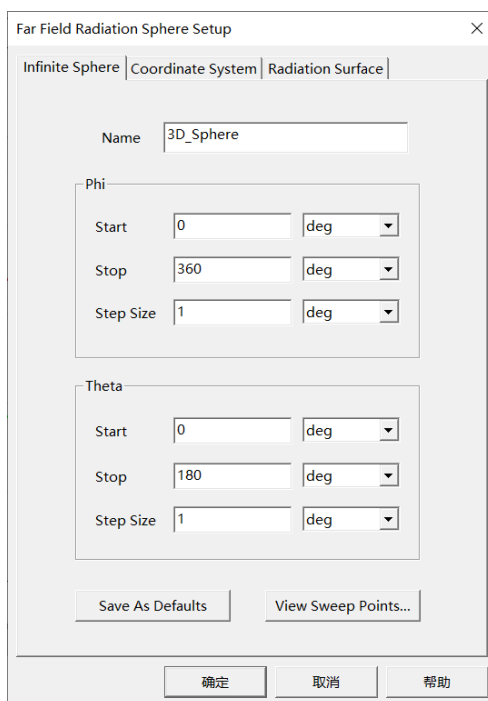 Far Field Radiation Sphere Setup
Infinite Sphere Coordinate System Radiation Surface
Name 3D_Sphere
Phi
Start 0 deg
Stop 360 deg
Step Size 1 deg
Theta
Start 0 deg
Stop 180 deg
Step Size 1 deg
Save As Defaults View Sweep Points...
确定 取消 帮助